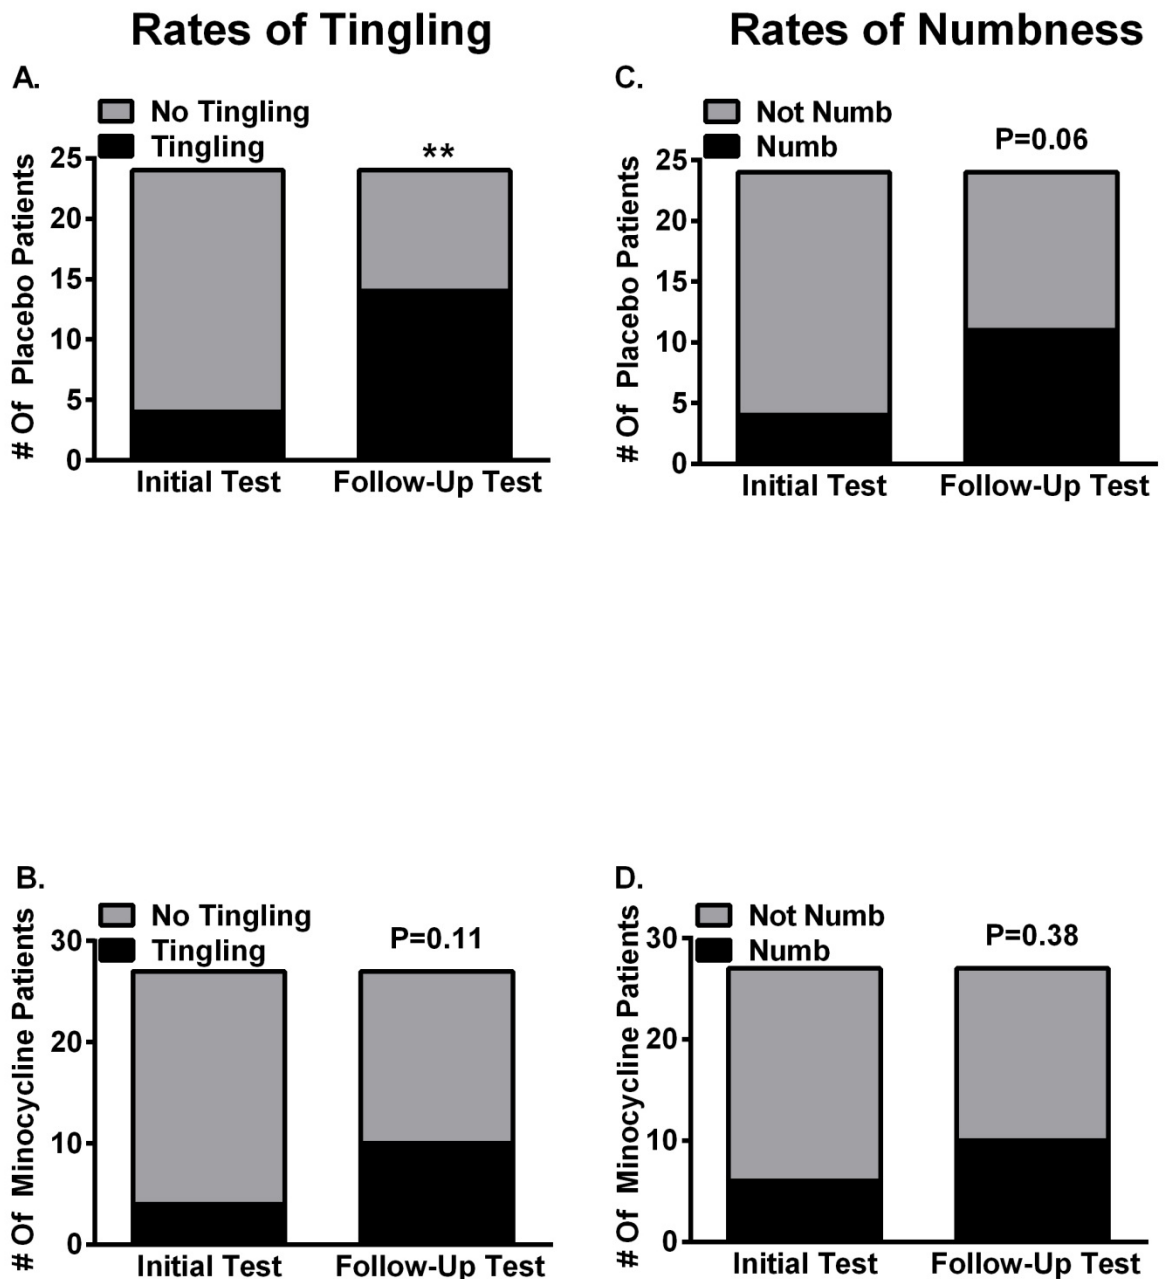 Rates of Tingling
A.
No Tingling
Tingling
**
# Of Placebo Patients
25
20
15
10
5
0
Initial Test
Follow-Up Test
Rates of Numbness
C.
Not Numb
Numb
P=0.06
# Of Placebo Patients
25
20
15
10
5
0
Initial Test
Follow-Up Test
B.
No Tingling
Tingling
P=0.11
# Of Minocycline Patients
30
20
10
0
Initial Test
Follow-Up Test
D.
Not Numb
Numb
P=0.38
# Of Minocycline Patients
30
20
10
0
Initial Test
Follow-Up Test